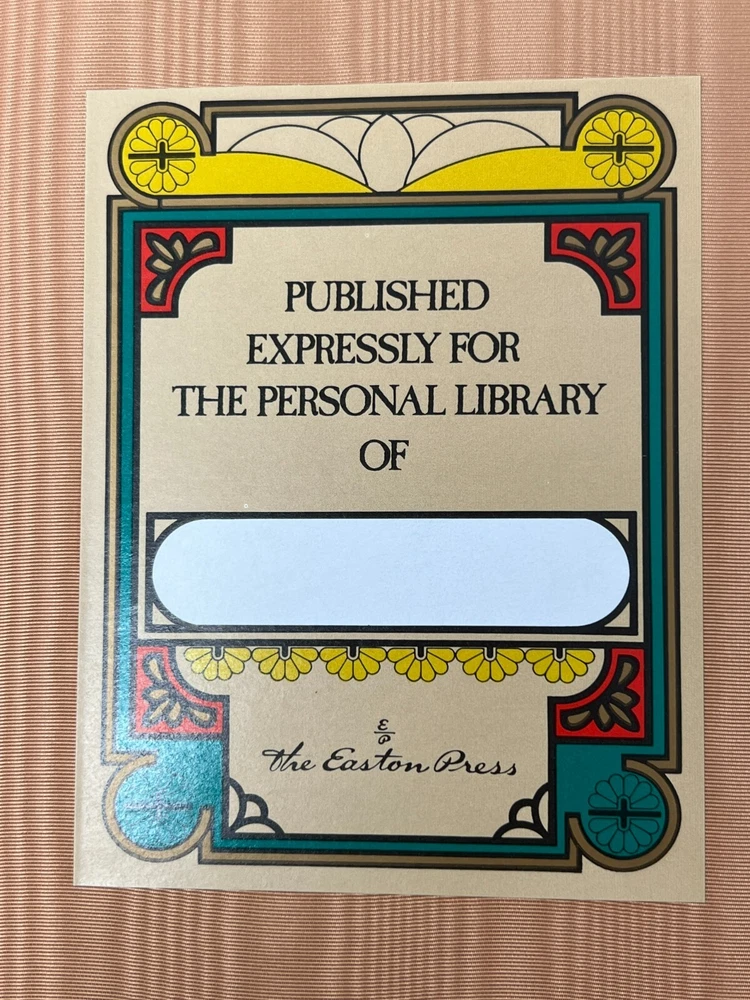 PUBLISHED
EXPRESSLY FOR
THE PERSONAL LIBRARY
OF
E
P
The Easton Press